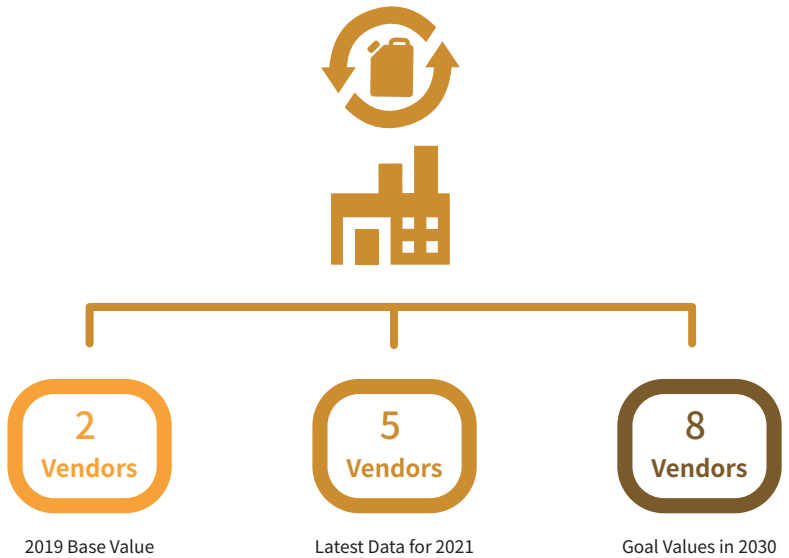 2
Vendors
5
Vendors
8
Vendors
2019 Base Value
Latest Data for 2021
Goal Values in 2030